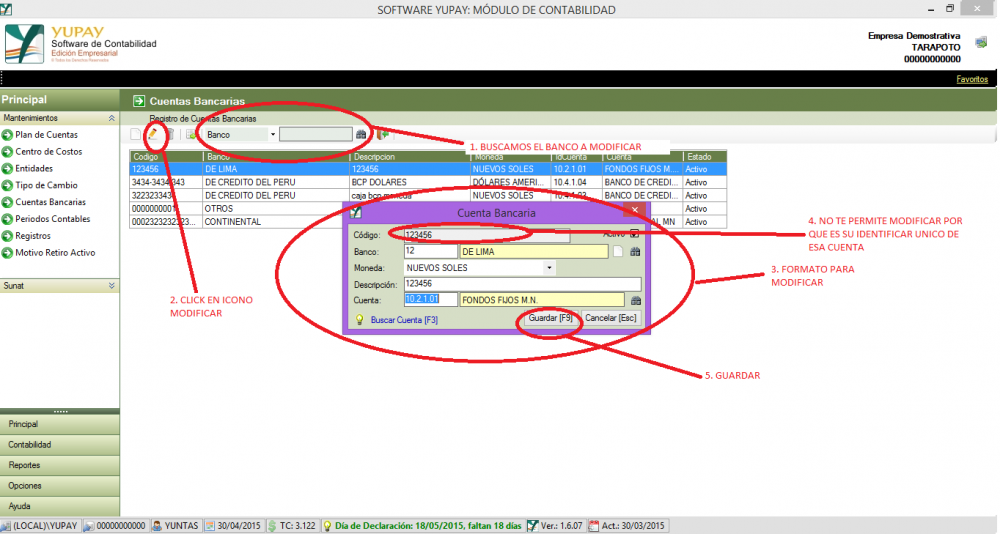 SOFTWARE YUPAY: MÓDULO DE CONTABILIDAD
YUPAY
Software de Contabilidad
Edición Empresarial
Empresa Demostrativa
TARAPOTO
00000000000
Favoritos
Principal
Cuentas Bancarias
Mantenimientos
Registro de Cuentas Bancarias
Plan de Cuentas
Centro de Costos
Entidades
Tipo de Cambio
Cuentas Bancarias
Periodos Contables
Registros
Motivo Retiro Activo
Sunat
Banco
1. BUSCAMOS EL BANCO A MODIFICAR
Codigo Banco Descripcion Moneda IdCuenta Cuenta Estado
123456 DE LIMA 123456 NUEVOS SOLES 10.2.1.01 FONDOS FIJOS M.... Activo
3434-3434343 DE CREDITO DEL PERU BCP DOLARES DÓLARES AMERI... 10.4.1.04 BANCO DE CREDI... Activo
322323343 DE CREDITO DEL PERU caja bcp moneda NUEVOS SOLES 10.4.1.03 BANCO DE CREDI... Activo
0000000001 OTROS Activo
0002323232323... CONTINENTAL AL MN Activo
Cuenta Bancaria
Código: 123456 Activo
Banco: 12 DE LIMA
Moneda: NUEVOS SOLES
Descripción: 123456
Cuenta: 10.2.1.01 FONDOS FIJOS M.N.
Buscar Cuenta [F3] Guardar [F9] Cancelar [Esc]
4. NO TE PERMITE MODIFICAR POR
QUE ES SU IDENTIFICAR UNICO DE
ESA CUENTA
3. FORMATO PARA
MODIFICAR
2. CLICK EN ICONO
MODIFICAR
5. GUARDAR
Principal
Contabilidad
Reportes
Opciones
Ayuda
(LOCAL)\YUPAY 00000000000 YUNTAS 30/04/2015 TC: 3.122 Día de Declaración: 18/05/2015, faltan 18 días Ver.: 1.6.07 Act.: 30/03/2015